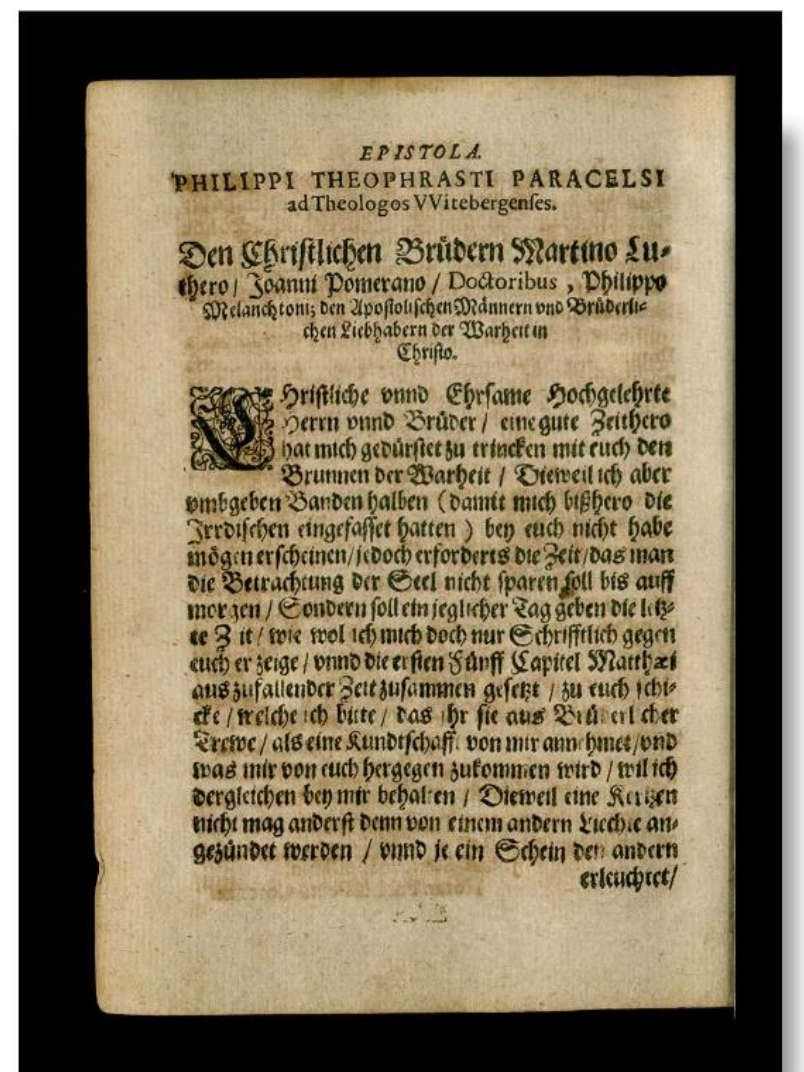 EPISTOLA.
PHILIPPI THEOPHRASTI PARACELSI
ad Theologos VVitebergenses.
Den Christlichen Brüdern Martino Lu-
thero / Joanni Pomerano / Doctoribus, Philippo
Melanchtoni; den Apostolischen Männern vnd Brüderli-
chen Liebhabern der Warheit in
Christo.
CHristliche vnnd Ehrsame Hochgelehrte
Herrn vnnd Brüder / eine gute Zeithero
hat mich gedürstet zu trincken mit euch den
Brunnen der Warheit / Dieweil ich aber
vmbgeben Banden halben (damit mich bißhero die
Irrdischen eingefasset hatten) bey euch nicht habe
mögen erscheinen / jedoch erforderts die Zeit / das man
die Betrachtung der Seel nicht sparen soll bis auff
morgen / Sondern soll ein jeglicher Tag geben die letz-
te Zeit / wie wol ich mich doch nur Schrifftlich gegen
euch erzeige / vnnd die ersten Fünff Capitel Matthæi
aus zufallender Zeit zusammen gesetzt / zu euch schi-
cke / welche ich bitte / das ihr sie aus Brüderlicher
Trewe / als eine Kundtschafft von mir annehmet / vnd
was mir von euch hergegen zukommen wird / wil ich
dergleichen bey mir behalten / Dieweil eine Kertzen
nicht mag anderst denn von einem andern Liechte an-
gezündet werden / vnnd je ein Schein den andern
erleuchtet /